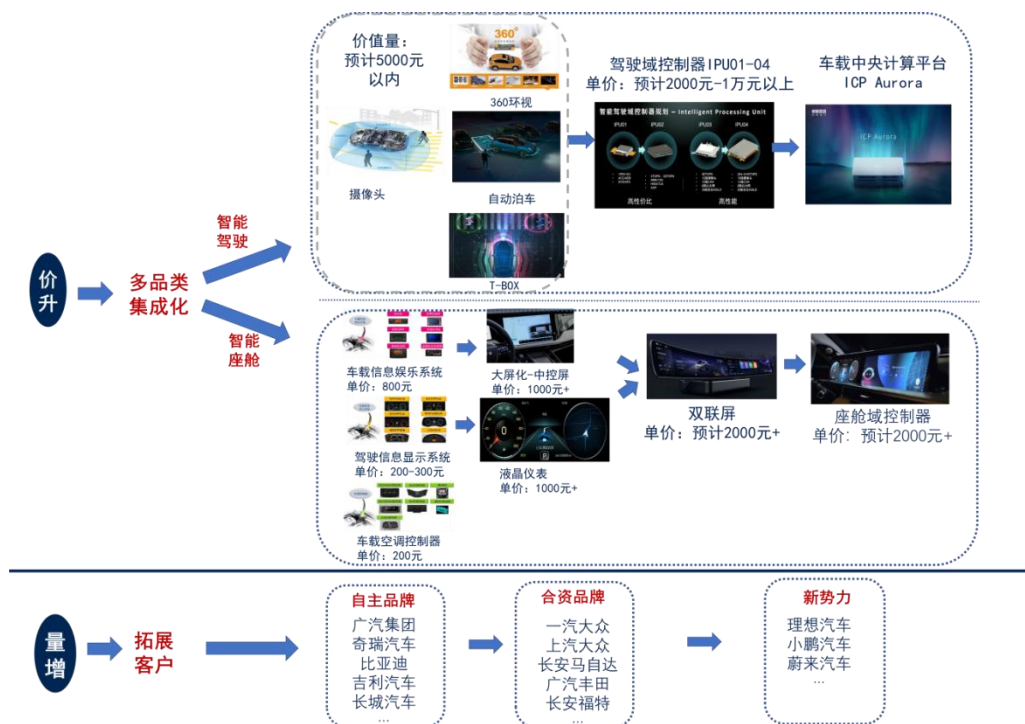 价升
多品类
集成化
智能
驾驶
智能
座舱
价值量:
预计5000元
以内
360°
360环视
摄像头
自动泊车
T-BOX
驾驶域控制器IPU01-04
单价: 预计2000元-1万元以上
智能驾驶域控制器规划 — Intelligent Processing Unit
IPU01
IPU02
IPU03
IPU04
高性价比
高性能
车载中央计算平台
ICP Aurora
ICP Aurora
车载信息娱乐系统
单价: 800元
大屏化-中控屏
单价: 1000元+
驾驶信息显示系统
单价: 200-300元
液晶仪表
单价: 1000元+
车载空调控制器
单价: 200元
双联屏
单价: 预计2000元+
座舱域控制器
单价: 预计2000元+
量增
拓展
客户
自主品牌
广汽集团
奇瑞汽车
比亚迪
吉利汽车
长城汽车
...
合资品牌
一汽大众
上汽大众
长安马自达
广汽丰田
长安福特
...
新势力
理想汽车
小鹏汽车
蔚来汽车
...